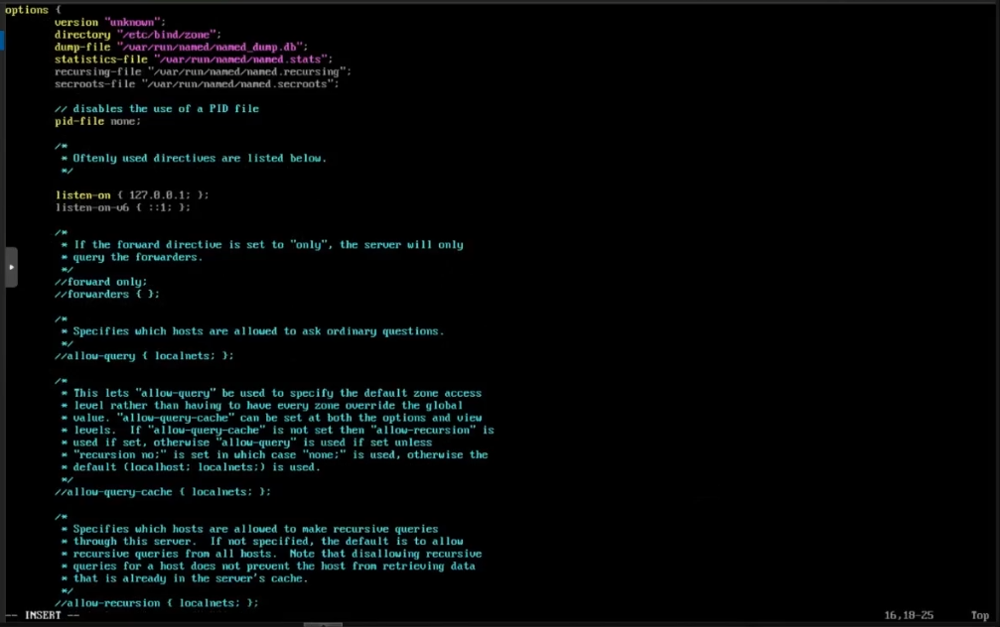 options {
version "unknown";
directory "/etc/bind/zone";
dump-file "/var/run/named/named_dump.db";
statistics-file "/var/run/named/named.stats";
recursing-file "/var/run/named/named.recursing";
secroots-file "/var/run/named/named.secroots";
// disables the use of a PID file
pid-file none;
/*
* Oftenly used directives are listed below.
*/
listen-on { 127.0.0.1; };
listen-on-v6 { ::1; };
/*
* If the forward directive is set to "only", the server will only
* query the forwarders.
*/
//forward only;
//forwarders { };
/*
* Specifies which hosts are allowed to ask ordinary questions.
*/
//allow-query { localnets; };
/*
* This lets "allow-query" be used to specify the default zone access
* level rather than having to have every zone override the global
* value. "allow-query-cache" can be set at both the options and view
* levels.  If "allow-query-cache" is not set then "allow-recursion" is
* used if set, otherwise "allow-query" is used if set unless
* "recursion no;" is set in which case "none;" is used, otherwise the
* default (localhost; localnets;) is used.
*/
//allow-query-cache { localnets; };
/*
* Specifies which hosts are allowed to make recursive queries
* through this server.  If not specified, the default is to allow
* recursive queries from all hosts.  Note that disallowing recursive
* queries for a host does not prevent the host from retrieving data
* that is already in the server's cache.
*/
//allow-recursion { localnets; };
-- INSERT -- 16,18-25 Top